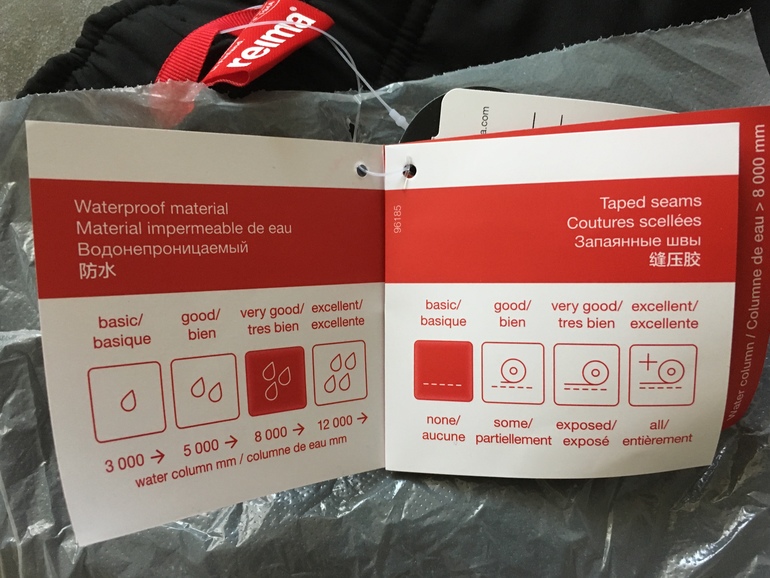 reima®
a.com
Waterproof material
Material impermeable de eau
Водонепроницаемый
防水
basic/
basique
good/
bien
very good/
tres bien
excellent/
excellente
3 000 →
5 000 →
8 000 →
12 000 →
water column mm / columne de eau mm
96185
Taped seams
Coutures scellées
Запаянные швы
缝压胶
basic/
basique
good/
bien
very good/
tres bien
excellent/
excellente
none/
aucune
some/
partiellement
exposed/
exposé
all/
entièrement
Water column / Columne de eau > 8 000 mm